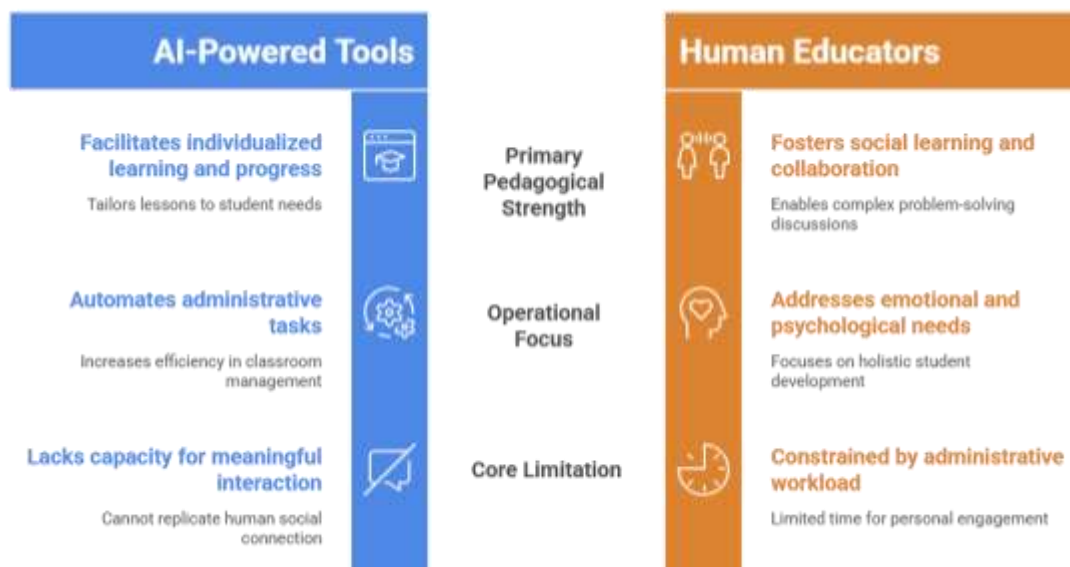 AI-Powered Tools
Human Educators
Facilitates individualized
learning and progress
Tailors lessons to student needs
Primary
Pedagogical
Strength
Fosters social learning and
collaboration
Enables complex problem-solving
discussions
Automates administrative
tasks
Increases efficiency in classroom
management
Operational
Focus
Addresses emotional and
psychological needs
Focuses on holistic student
development
Lacks capacity for meaningful
interaction
Cannot replicate human social
connection
Core Limitation
Constrained by administrative
workload
Limited time for personal engagement